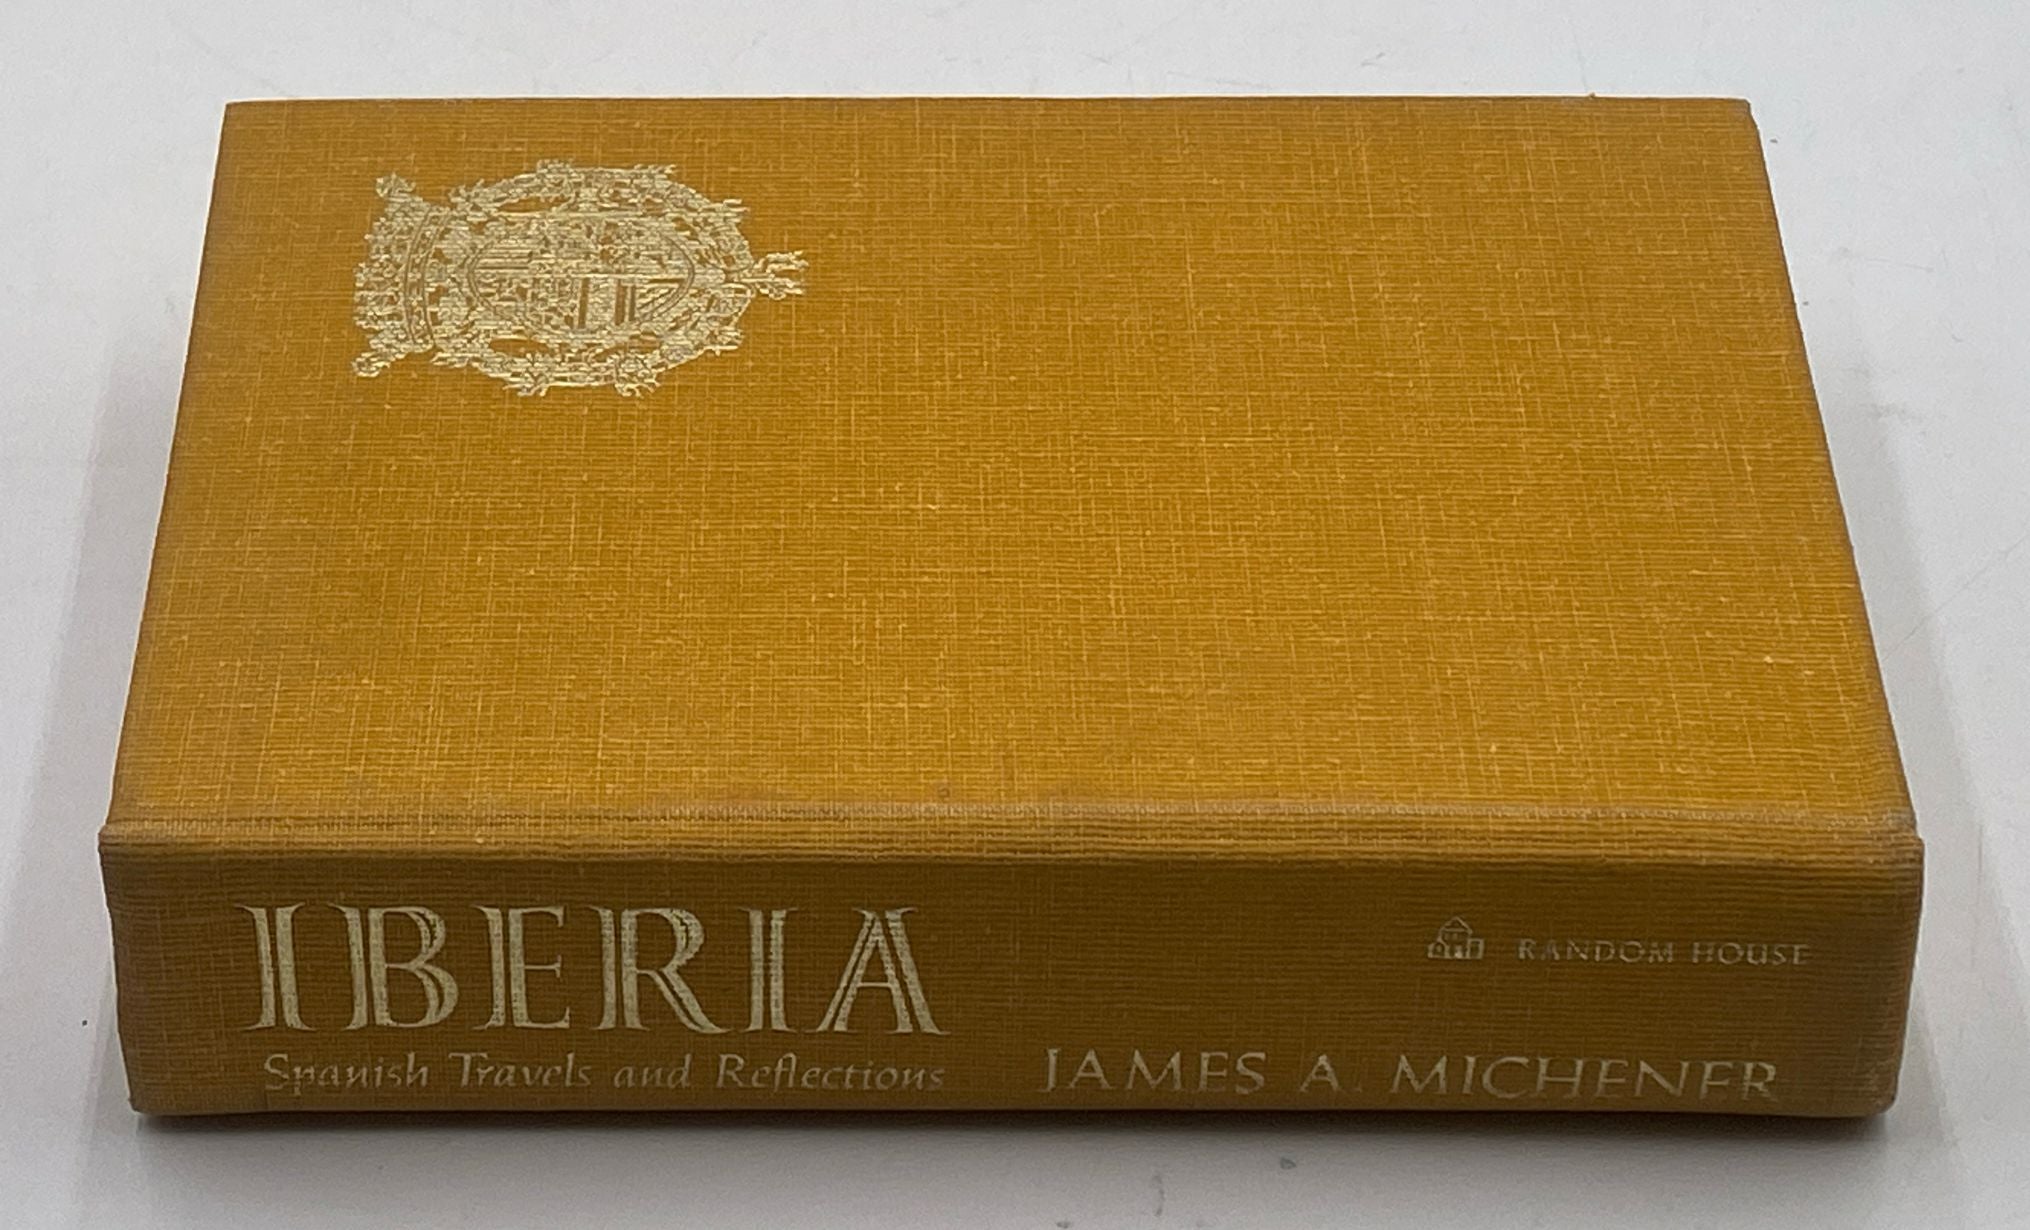 IBERIA
Spanish Travels and Reflections
JAMES A. MICHENER
RANDOM HOUSE